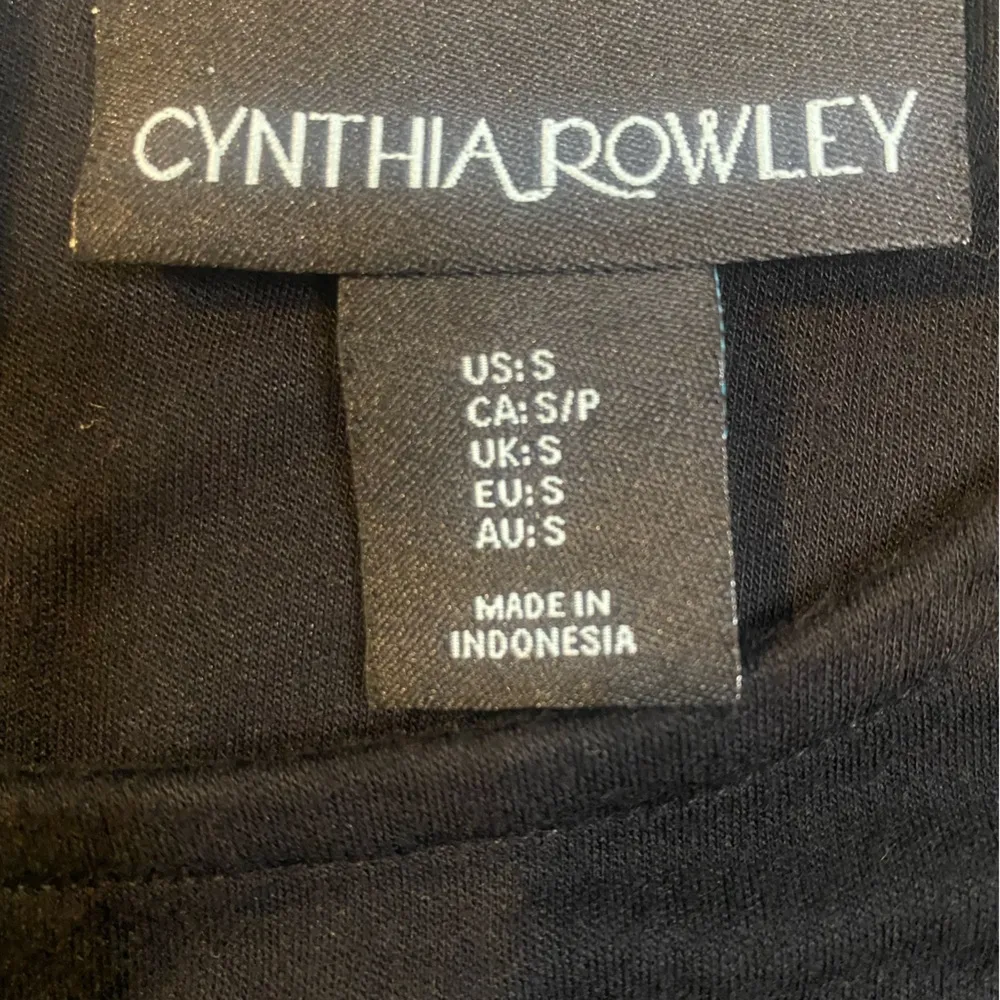 CYNTHIA ROWLEY
US: S
CA: S/P
UK: S
EU: S
AU: S
MADE IN
INDONESIA